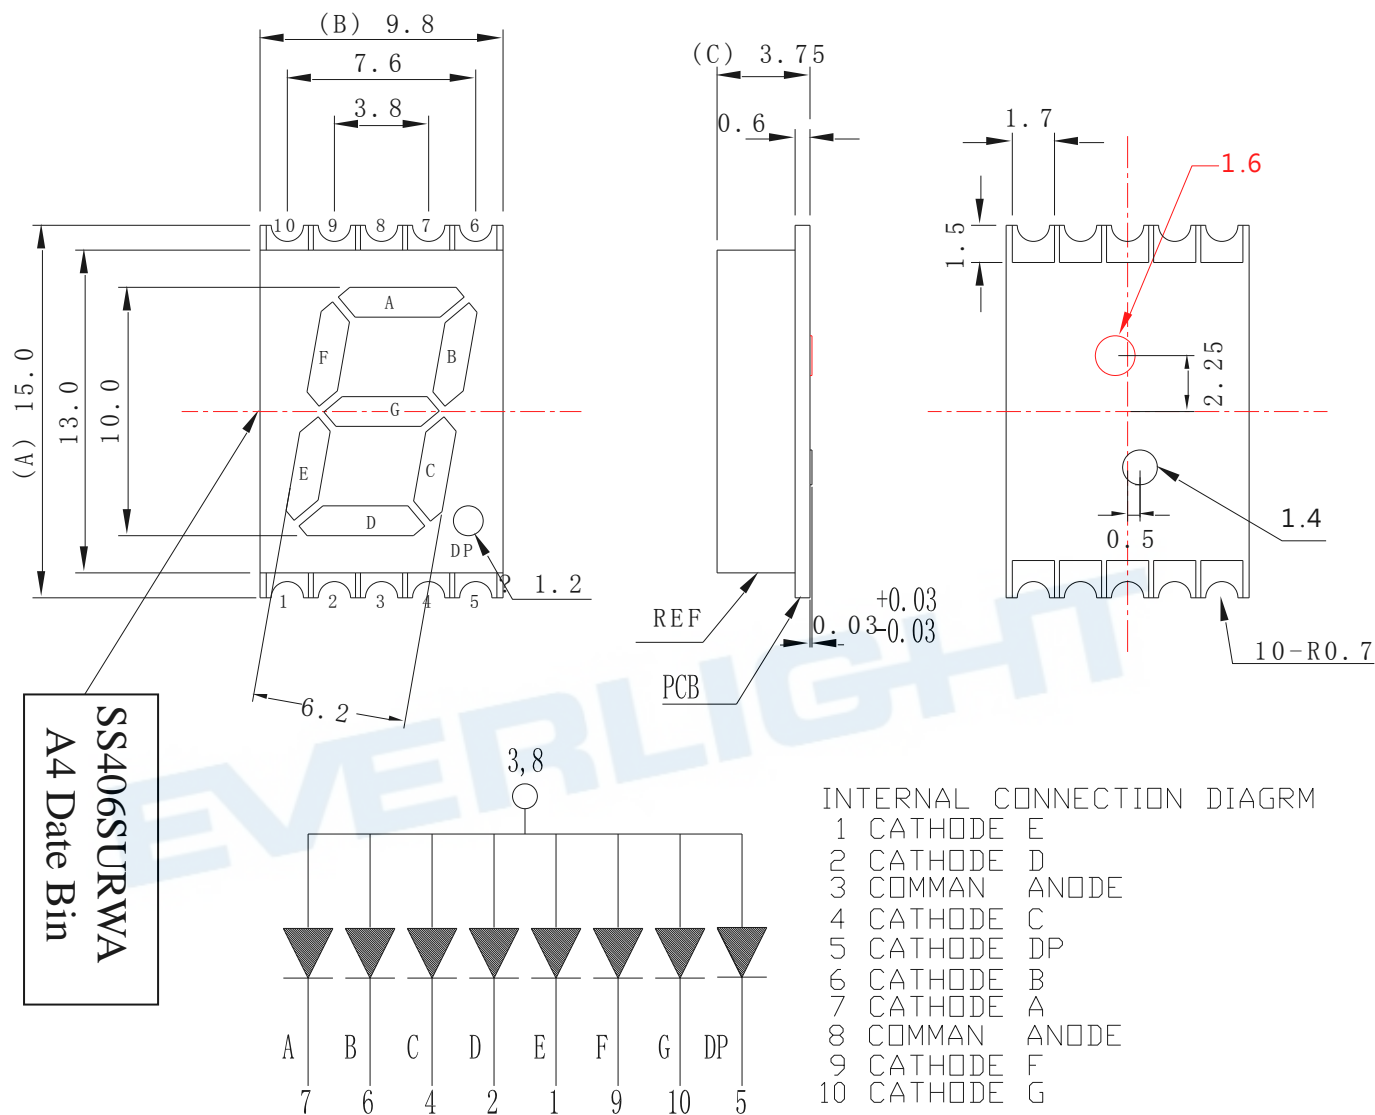 (B) 9.8
7.6
3.8
10 9 8 7 6
(A) 15.0
13.0
10.0
A
F
B
G
E
C
D
DP
1 2 3 4 5
? 1.2
6.2
(C) 3.75
0.6
REF
PCB
0.03 +0.03
-0.03
1.7
1.5
1.6
2.25
0.5
1.4
10-R0.7
EVERLIGHT
SS406SURWA
A4 Date Bin
3,8
A B C D E F G DP
7 6 4 2 1 9 10 5
INTERNAL CONNECTION DIAGRM
1 CATHODE E
2 CATHODE D
3 COMMAN ANODE
4 CATHODE C
5 CATHODE DP
6 CATHODE B
7 CATHODE A
8 COMMAN ANODE
9 CATHODE F
10 CATHODE G